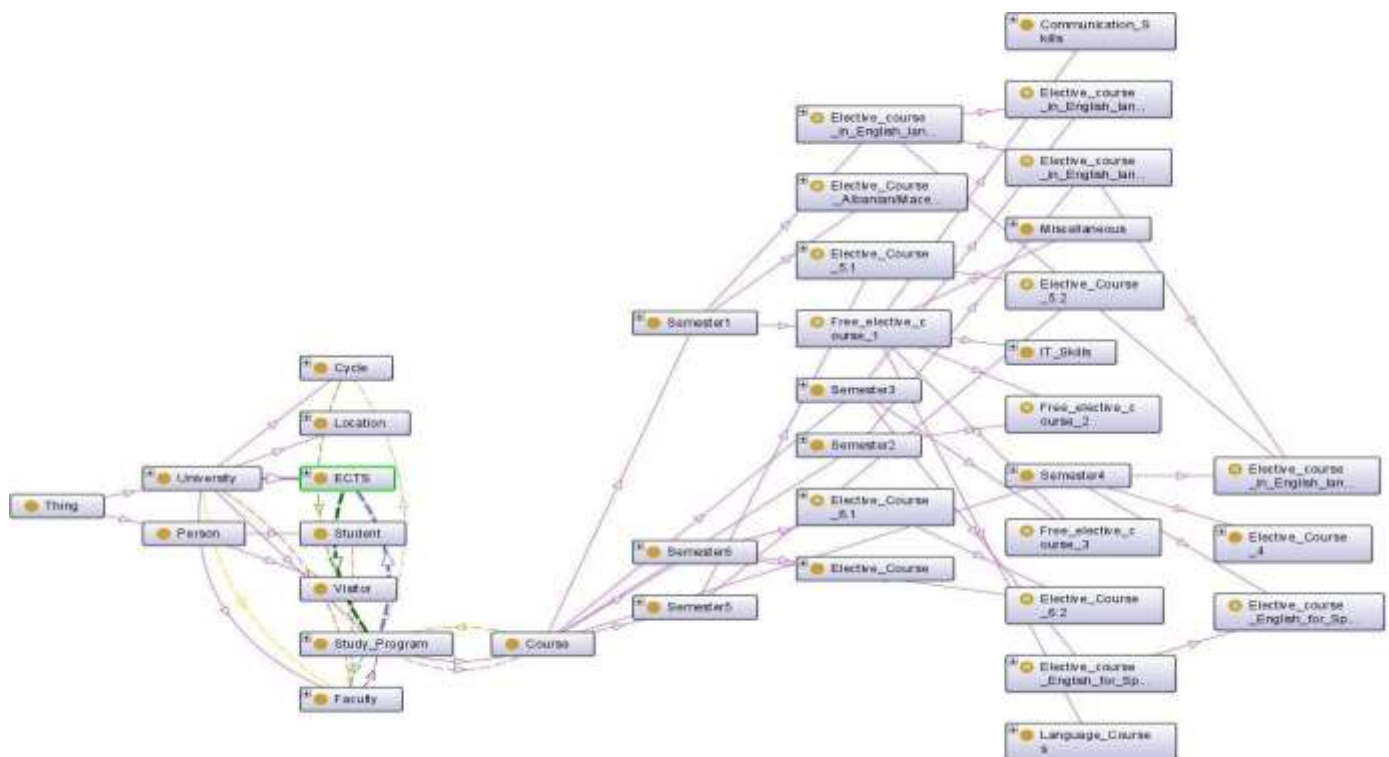 Thing
University
Person
Cycle
Location
ECTS
Student
Visitor
Study_Program
Faculty
Course
Semester1
Semester6
Semester5
Elective_course
_in_English_lan...
Elective_Course
_Albanian/Mace...
Elective_Course
_5.1
Free_elective_c
ourse_1
Semester3
Semester2
Elective_Course
_6.1
Elective_Course
Communication_S
kills
Elective_course
_in_English_lan...
Elective_course
_in_English_lan...
Miscellaneous
Elective_Course
_5.2
IT_Skills
Free_elective_c
ourse_2
Semester4
Free_elective_c
ourse_3
Elective_Course
_6.2
Elective_course
_English_for_Sp...
Language_Course
s
Elective_course
_in_English_lan...
Elective_Course
_4
Elective_course
_English_for_Sp...